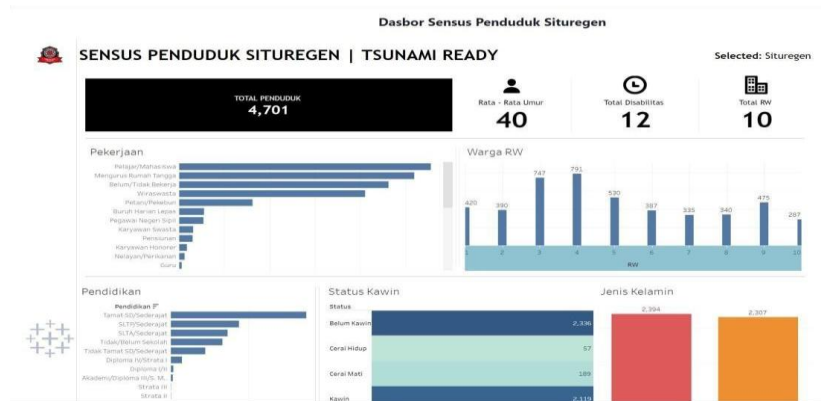 Dasbor Sensus Penduduk Situregen
SENSUS PENDUDUK SITUREGEN | TSUNAMI READY
Selected: Situregen
TOTAL PENDUDUK
4,701
Rata - Rata Umur
40
Total Disabilitas
12
Total RW
10
Pekerjaan
Pelajar/Mahasiswa
Mengurus Rumah Tangga
Belum/Tidak Bekerja
Wiraswasta
Petani/Pekebun
Buruh Harian Lepas
Pegawai Negeri Sipil
Karyawan Swasta
Pensiunan
Karyawan Honorer
Nelayan/Perikanan
Guru
Warga RW
420 390 747 791 530 387 335 340 475 287
1 2 3 4 5 6 7 8 9 10
RW
Pendidikan
Pendidikan
Tamat SD/Sederajat
SLTP/Sederajat
SLTA/Sederajat
Tidak/Belum Sekolah
Tidak Tamat SD/Sederajat
Diploma IV/Strata I
Diploma I/II
Akademi/Diploma III/S. M..
Strata III
Strata II
Status Kawin
Status
Belum Kawin 2,336
Cerai Hidup 57
Cerai Mati 189
Kawin 2,119
Jenis Kelamin
2,394 2,307